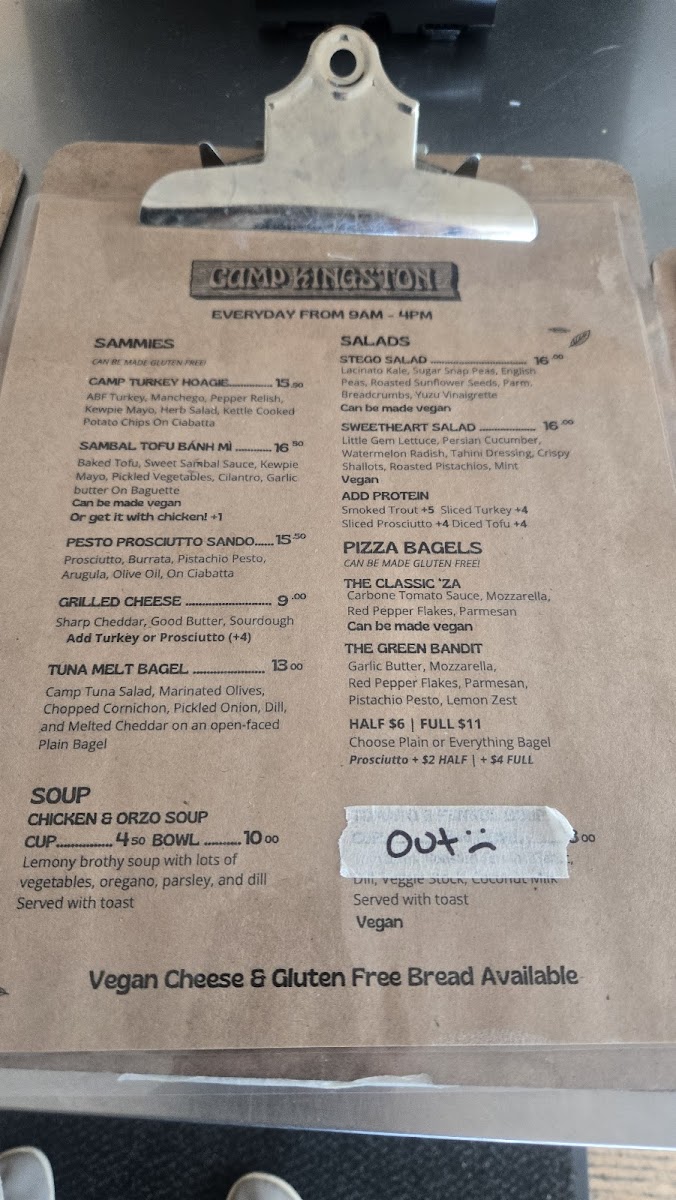 CAMP KINGSTON
EVERYDAY FROM 9AM - 4PM
SAMMIES
CAN BE MADE GLUTEN FREE!
CAMP TURKEY HOAGIE............ 15.50
ABF Turkey, Manchego, Pepper Relish,
Kewpie Mayo, Herb Salad, Kettle Cooked
Potato Chips On Ciabatta
SAMBAL TOFU BÁNH MÌ ........... 16 50
Baked Tofu, Sweet Sambal Sauce, Kewpie
Mayo, Pickled Vegetables, Cilantro, Garlic
butter On Baguette
Can be made vegan
Or get it with chicken! +1
PESTO PROSCIUTTO SANDO...... 15.50
Prosciutto, Burrata, Pistachio Pesto,
Arugula, Olive Oil, On Ciabatta
GRILLED CHEESE .......................... 9 .00
Sharp Cheddar, Good Butter, Sourdough
Add Turkey or Prosciutto (+4)
TUNA MELT BAGEL ..................... 13 00
Camp Tuna Salad, Marinated Olives,
Chopped Cornichon, Pickled Onion, Dill,
and Melted Cheddar on an open-faced
Plain Bagel
SOUP
CHICKEN & ORZO SOUP
CUP............... 4 50 BOWL .......... 10 00
Lemony brothy soup with lots of
vegetables, oregano, parsley, and dill
Served with toast
SALADS
STEGO SALAD ............................ 16 .00
Lacinato Kale, Sugar Snap Peas, English
Peas, Roasted Sunflower Seeds, Parm,
Breadcrumbs, Yuzu Vinaigrette
Can be made vegan
SWEETHEART SALAD ................ 16 .00
Little Gem Lettuce, Persian Cucumber,
Watermelon Radish, Tahini Dressing, Crispy
Shallots, Roasted Pistachios, Mint
Vegan
ADD PROTEIN
Smoked Trout +5 Sliced Turkey +4
Sliced Prosciutto +4 Diced Tofu +4
PIZZA BAGELS
CAN BE MADE GLUTEN FREE!
THE CLASSIC 'ZA
Carbone Tomato Sauce, Mozzarella,
Red Pepper Flakes, Parmesan
Can be made vegan
THE GREEN BANDIT
Garlic Butter, Mozzarella,
Red Pepper Flakes, Parmesan,
Pistachio Pesto, Lemon Zest
HALF $6 | FULL $11
Choose Plain or Everything Bagel
Prosciutto + $2 HALF | + $4 FULL
OUT :(
Dill, Veggie Stock, Coconut Milk
Served with toast
Vegan
Vegan Cheese & Gluten Free Bread Available